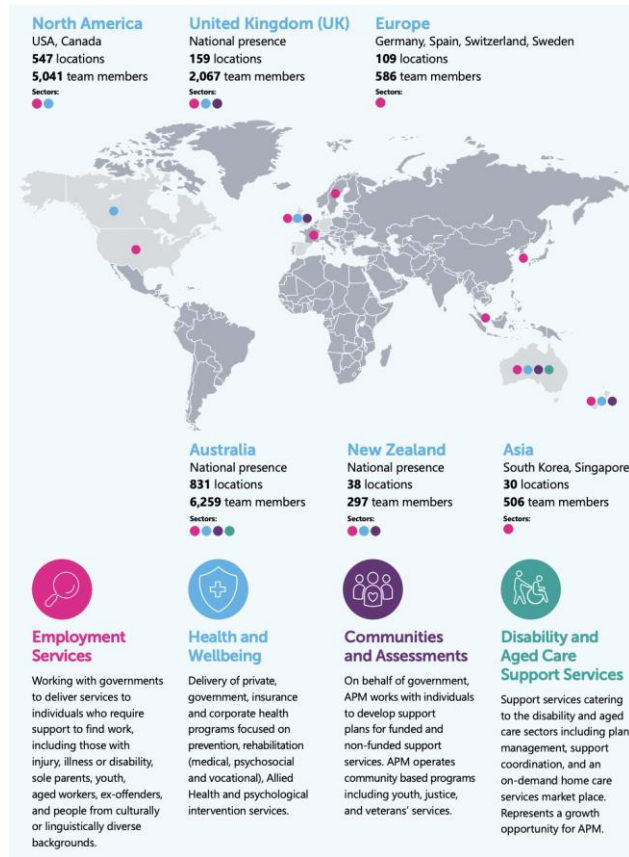 North America
USA, Canada
547 locations
5,041 team members
Sectors:
United Kingdom (UK)
National presence
159 locations
2,067 team members
Sectors:
Europe
Germany, Spain, Switzerland, Sweden
109 locations
586 team members
Sectors:
Australia
National presence
831 locations
6,259 team members
Sectors:
New Zealand
National presence
38 locations
297 team members
Sectors:
Asia
South Korea, Singapore
30 locations
506 team members
Sectors:
Employment
Services
Working with governments
to deliver services to
individuals who require
support to find work,
including those with
injury, illness or disability,
sole parents, youth,
aged workers, ex-offenders,
and people from culturally
or linguistically diverse
backgrounds.
Health and
Wellbeing
Delivery of private,
government, insurance
and corporate health
programs focused on
prevention, rehabilitation
(medical, psychosocial
and vocational), Allied
Health and psychological
intervention services.
Communities
and Assessments
On behalf of government,
APM works with individuals
to develop support
plans for funded and
non-funded support
services. APM operates
community based programs
including youth, justice,
and veterans' services.
Disability and
Aged Care
Support Services
Support services catering
to the disability and aged
care sectors including plan
management, support
coordination, and an
on-demand home care
services market place.
Represents a growth
opportunity for APM.